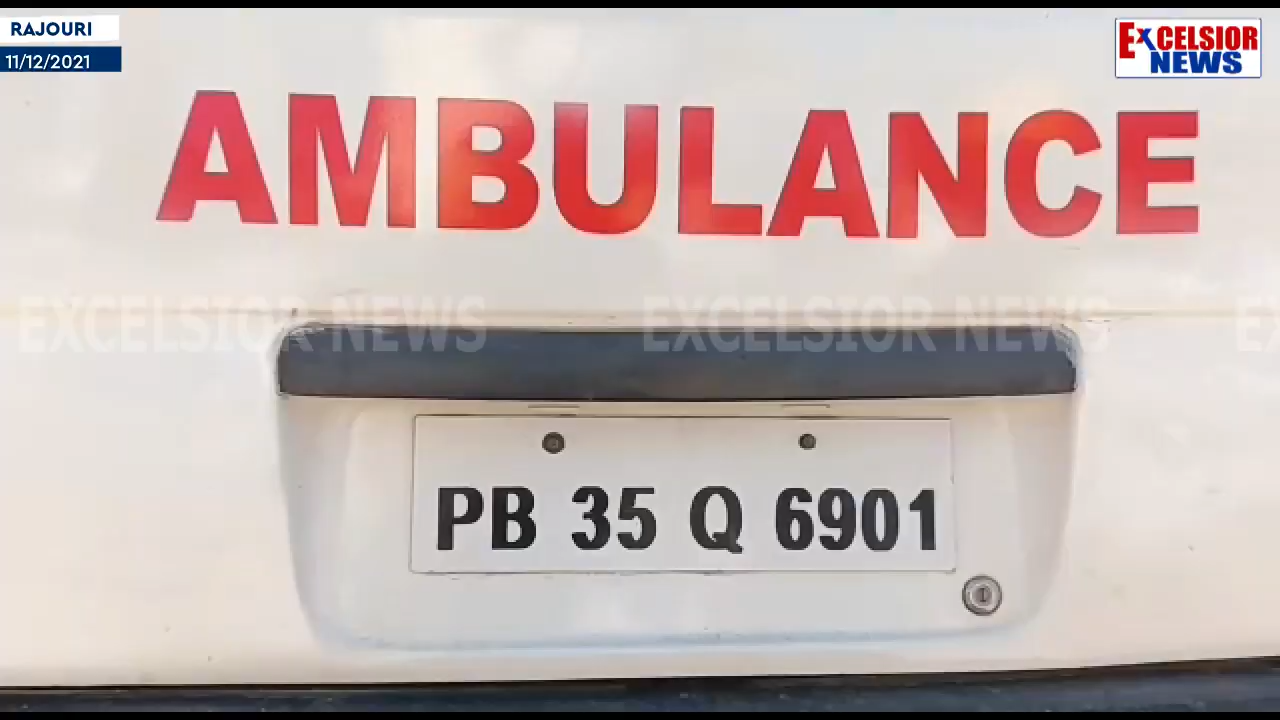 RAJOURI
11/12/2021
EXCELSIOR
NEWS
AMBULANCE
EXCELSIOR NEWS EXCELSIOR NEWS E
PB 35 Q 6901